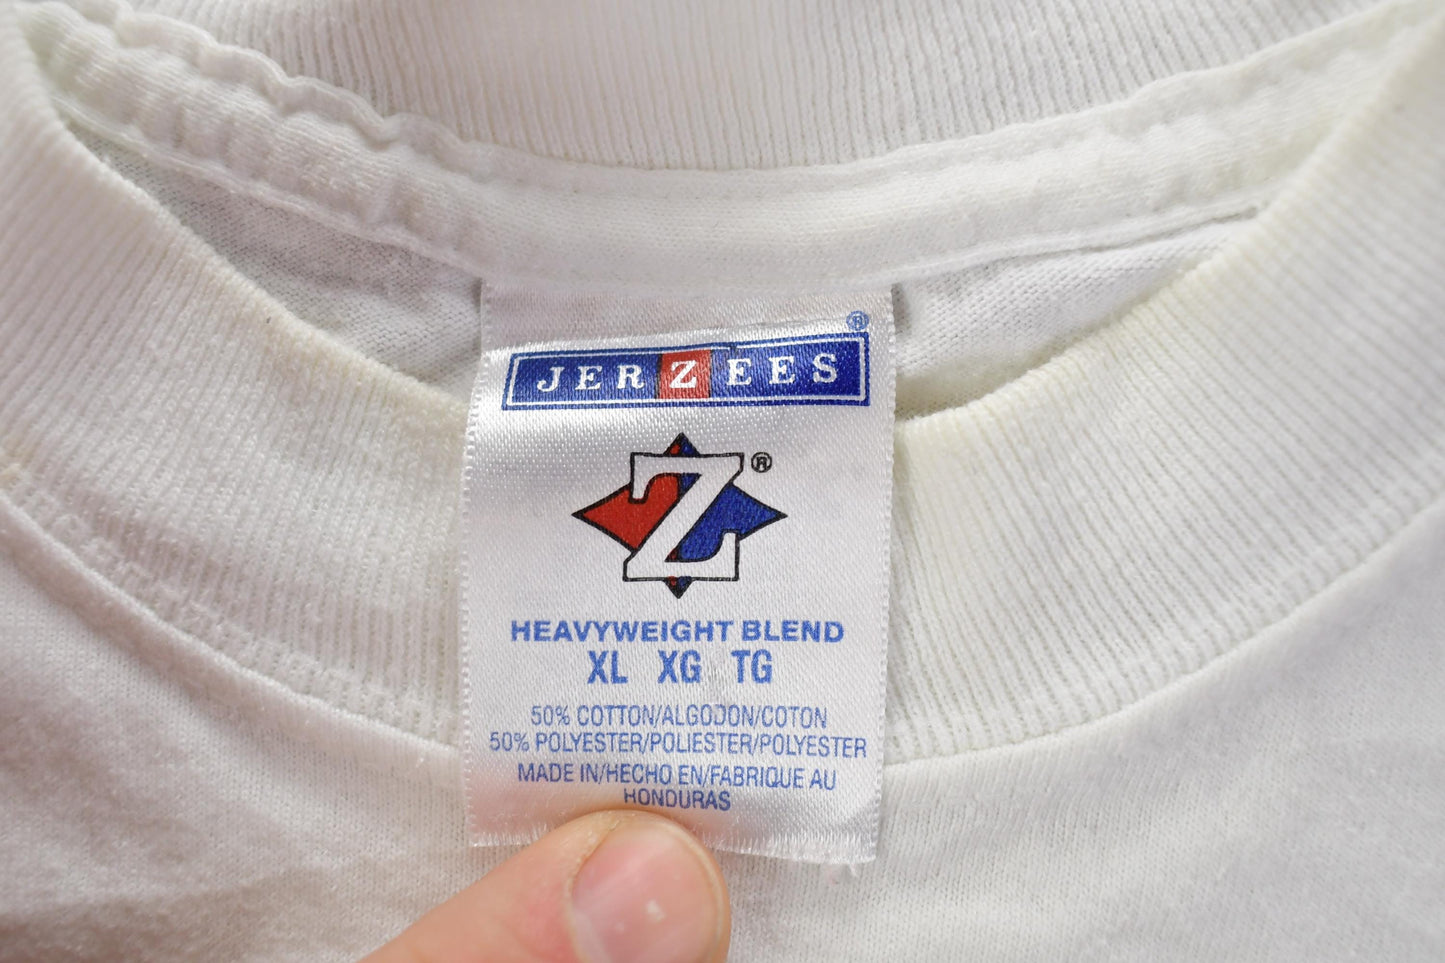 ®
JERZEES
Z®
HEAVYWEIGHT BLEND
XL XG TG
50% COTTON/ALGODON/COTON
50% POLYESTER/POLIESTER/POLYESTER
MADE IN/HECHO EN/FABRIQUE AU
HONDURAS